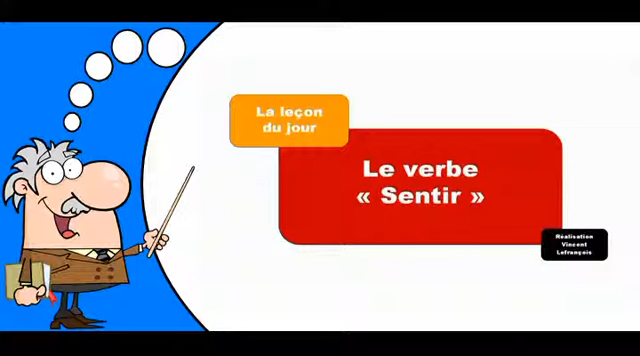 La leçon
du jour
Le verbe
« Sentir »
Réalisation
Vincent
Lefrançois